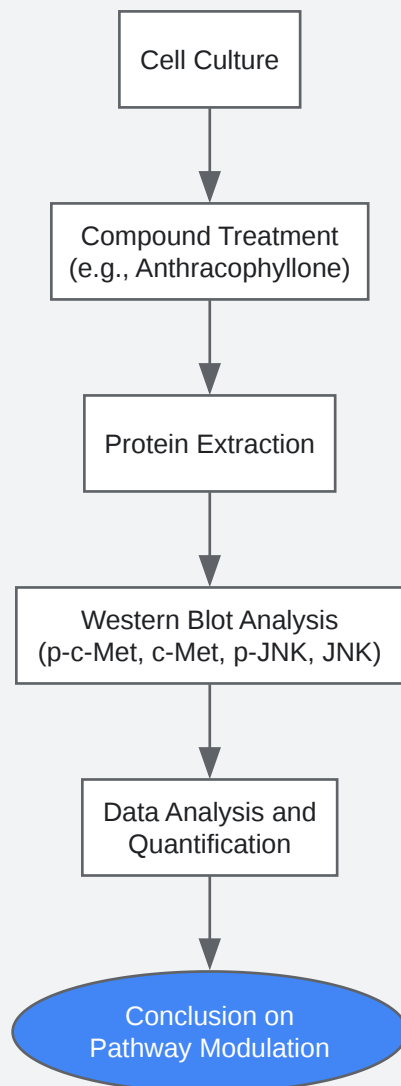 Cell Culture
Compound Treatment
(e.g., Anthracophyllone)
Protein Extraction
Western Blot Analysis
(p-c-Met, c-Met, p-JNK, JNK)
Data Analysis and
Quantification
Conclusion on
Pathway Modulation